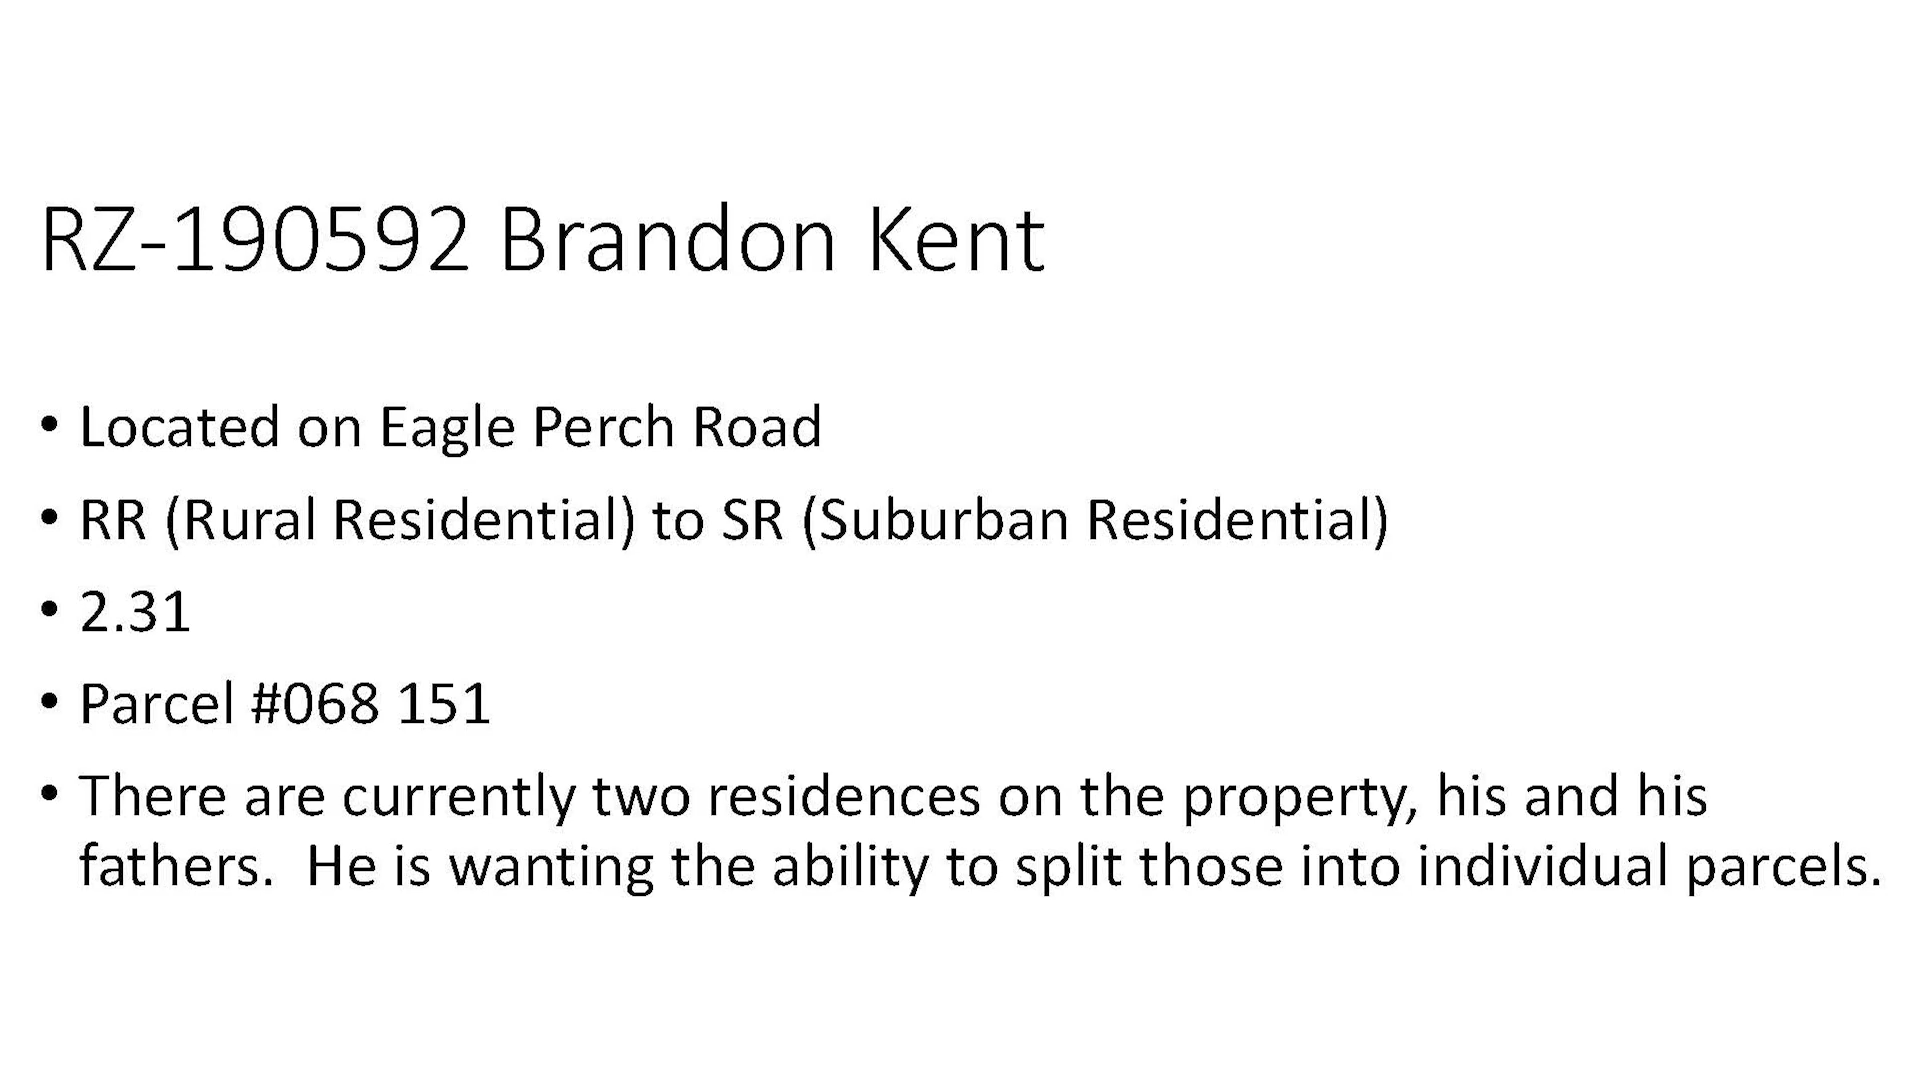 RZ-190592 Brandon Kent
• Located on Eagle Perch Road
• RR (Rural Residential) to SR (Suburban Residential)
• 2.31
• Parcel #068 151
• There are currently two residences on the property, his and his
fathers.  He is wanting the ability to split those into individual parcels.